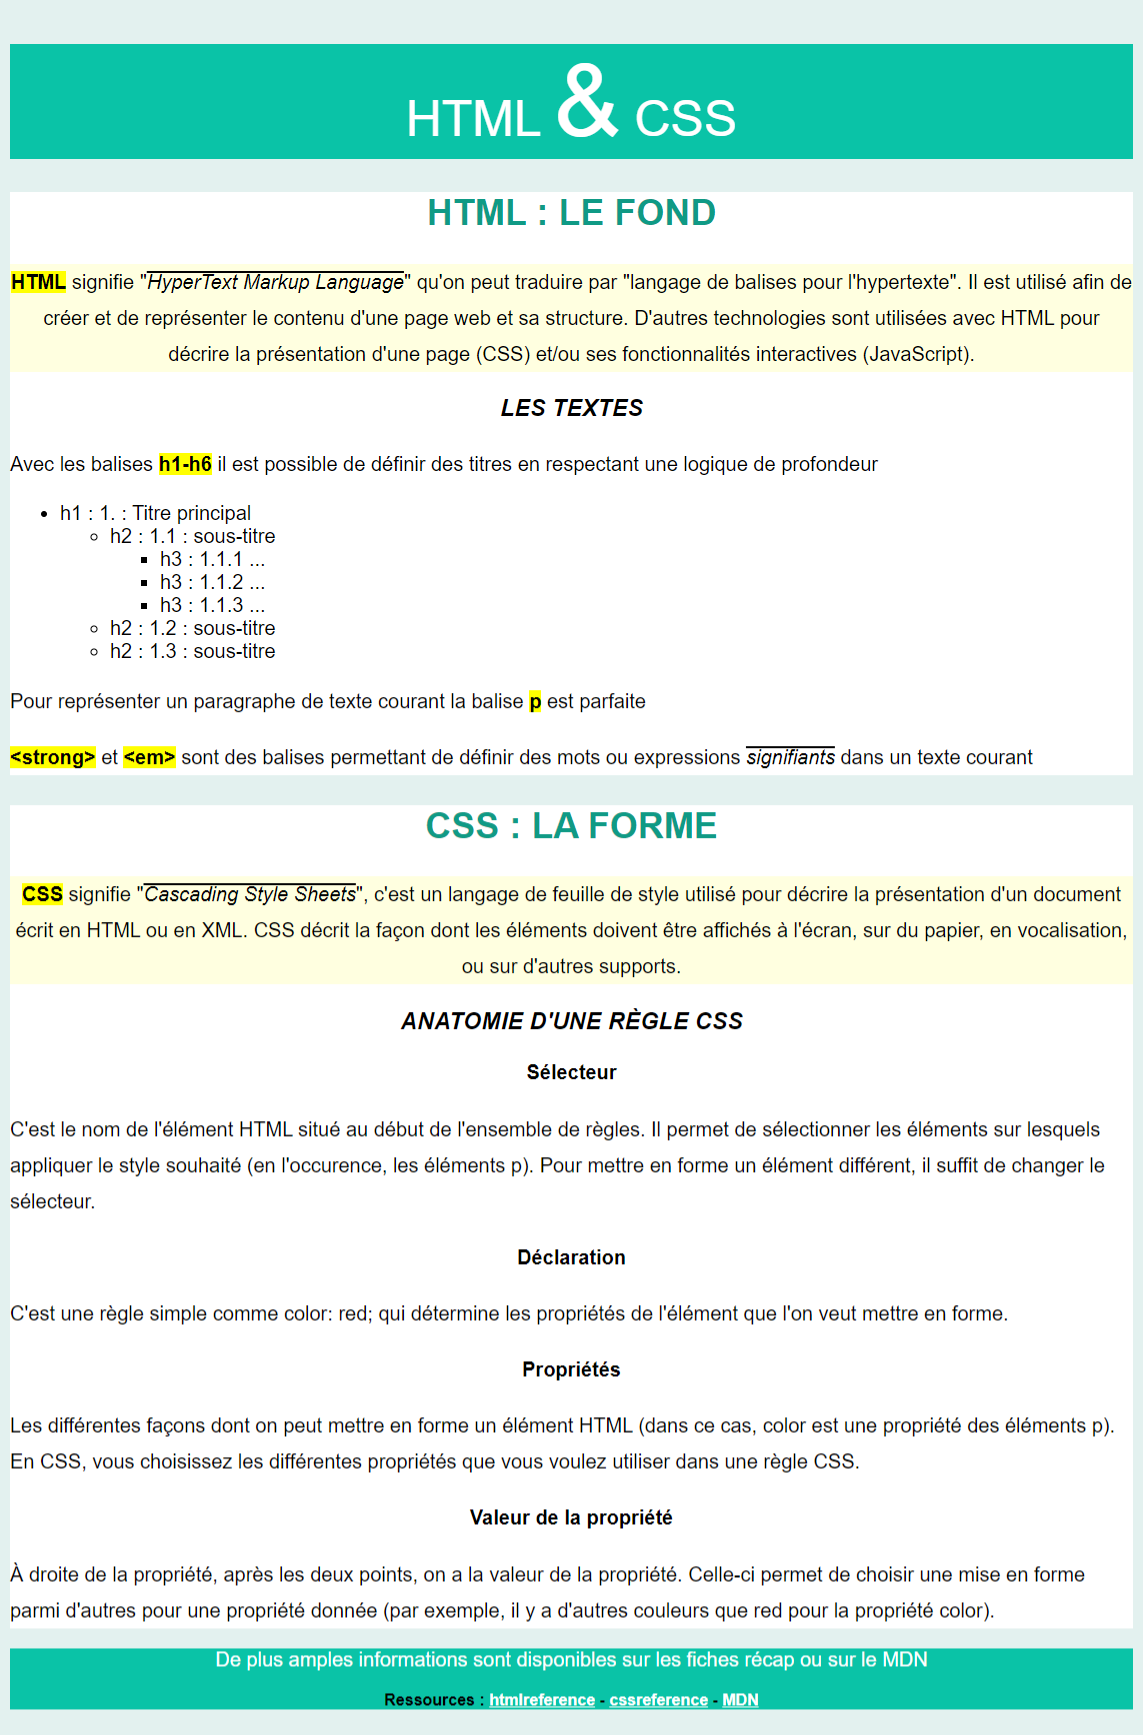 HTML & CSS
HTML : LE FOND
HTML signifie "HyperText Markup Language" qu'on peut traduire par "langage de balises pour l'hypertexte". Il est utilisé afin de
créer et de représenter le contenu d'une page web et sa structure. D'autres technologies sont utilisées avec HTML pour
décrire la présentation d'une page (CSS) et/ou ses fonctionnalités interactives (JavaScript).
LES TEXTES
Avec les balises h1-h6 il est possible de définir des titres en respectant une logique de profondeur
• h1 : 1. : Titre principal
◦ h2 : 1.1 : sous-titre
▪ h3 : 1.1.1 ...
▪ h3 : 1.1.2 ...
▪ h3 : 1.1.3 ...
◦ h2 : 1.2 : sous-titre
◦ h2 : 1.3 : sous-titre
Pour représenter un paragraphe de texte courant la balise p est parfaite
<strong> et <em> sont des balises permettant de définir des mots ou expressions signifiants dans un texte courant
CSS : LA FORME
CSS signifie "Cascading Style Sheets", c'est un langage de feuille de style utilisé pour décrire la présentation d'un document
écrit en HTML ou en XML. CSS décrit la façon dont les éléments doivent être affichés à l'écran, sur du papier, en vocalisation,
ou sur d'autres supports.
ANATOMIE D'UNE RÈGLE CSS
Sélecteur
C'est le nom de l'élément HTML situé au début de l'ensemble de règles. Il permet de sélectionner les éléments sur lesquels
appliquer le style souhaité (en l'occurence, les éléments p). Pour mettre en forme un élément différent, il suffit de changer le
sélecteur.
Déclaration
C'est une règle simple comme color: red; qui détermine les propriétés de l'élément que l'on veut mettre en forme.
Propriétés
Les différentes façons dont on peut mettre en forme un élément HTML (dans ce cas, color est une propriété des éléments p).
En CSS, vous choisissez les différentes propriétés que vous voulez utiliser dans une règle CSS.
Valeur de la propriété
À droite de la propriété, après les deux points, on a la valeur de la propriété. Celle-ci permet de choisir une mise en forme
parmi d'autres pour une propriété donnée (par exemple, il y a d'autres couleurs que red pour la propriété color).
De plus amples informations sont disponibles sur les fiches récap ou sur le MDN
Ressources : htmlreference - cssreference - MDN